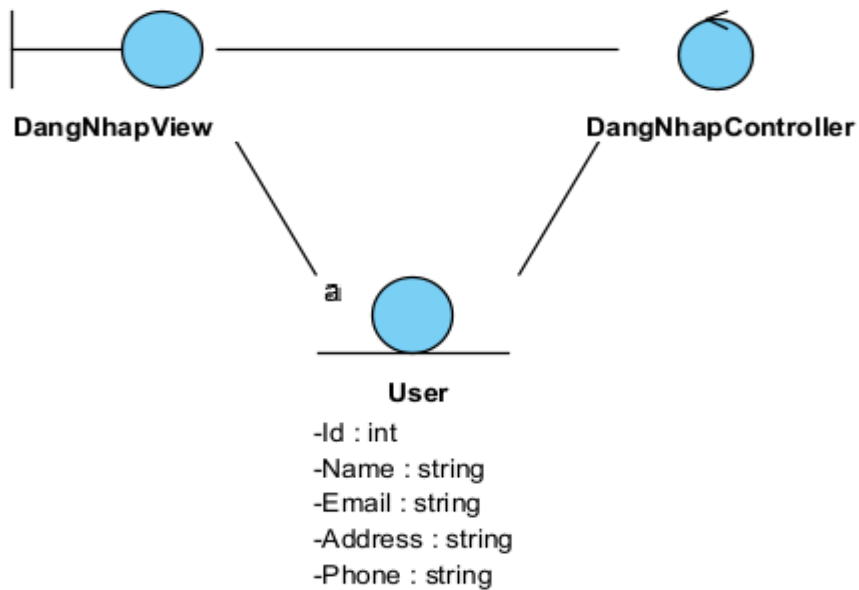 DangNhapView
DangNhapController
a
User
-Id : int
-Name : string
-Email : string
-Address : string
-Phone : string